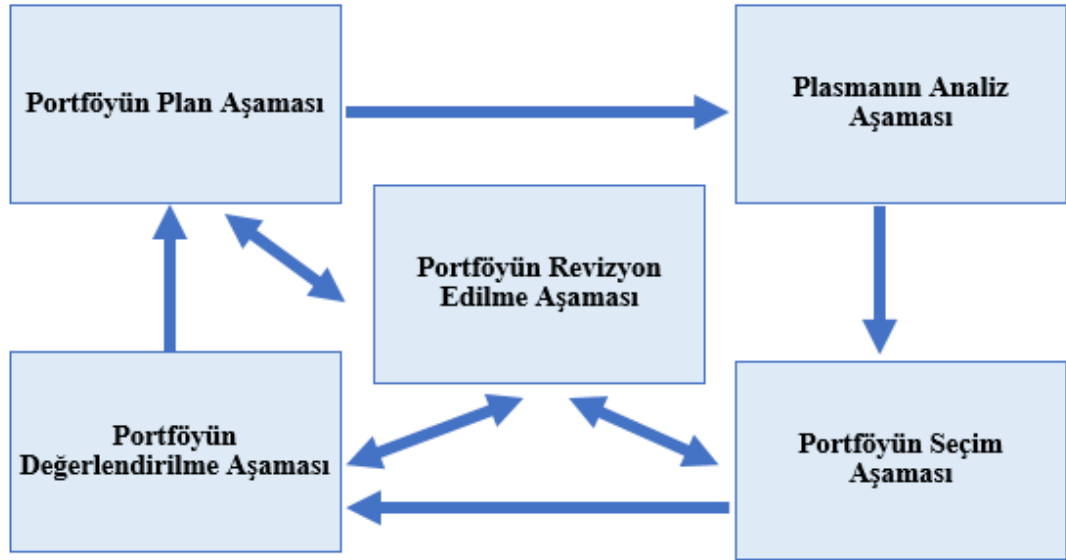 Portföyün Plan Aşaması
Plasmanın Analiz
Aşaması
Portföyün Revizyon
Edilme Aşaması
Portföyün
Değerlendirilme Aşaması
Portföyün Seçim
Aşaması